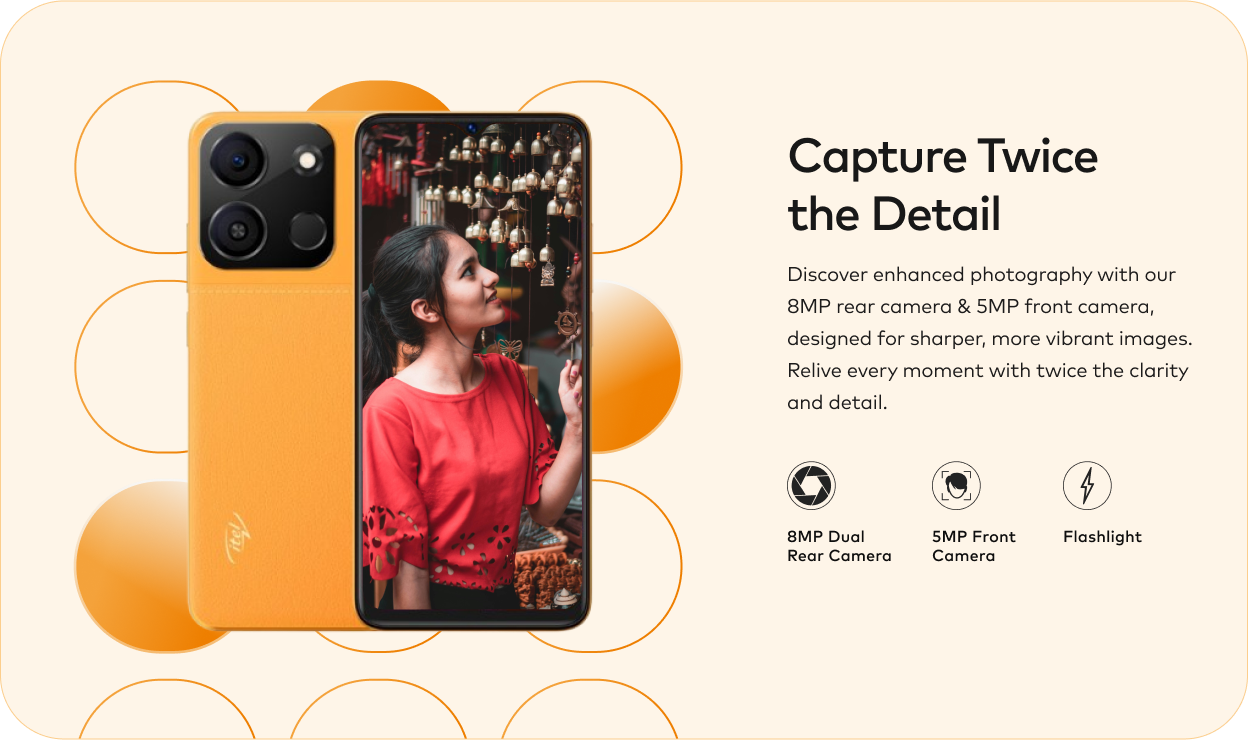 Capture Twice
the Detail
Discover enhanced photography with our
8MP rear camera & 5MP front camera,
designed for sharper, more vibrant images.
Relive every moment with twice the clarity
and detail.
8MP Dual
Rear Camera
5MP Front
Camera
Flashlight
itel